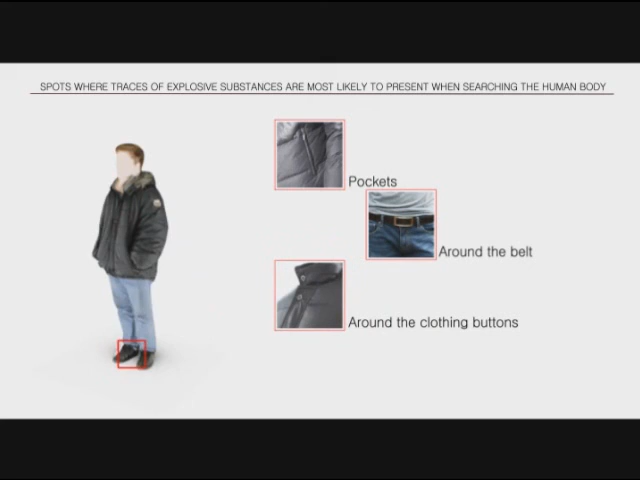 SPOTS WHERE TRACES OF EXPLOSIVE SUBSTANCES ARE MOST LIKELY TO PRESENT WHEN SEARCHING THE HUMAN BODY
Pockets
Around the belt
Around the clothing buttons